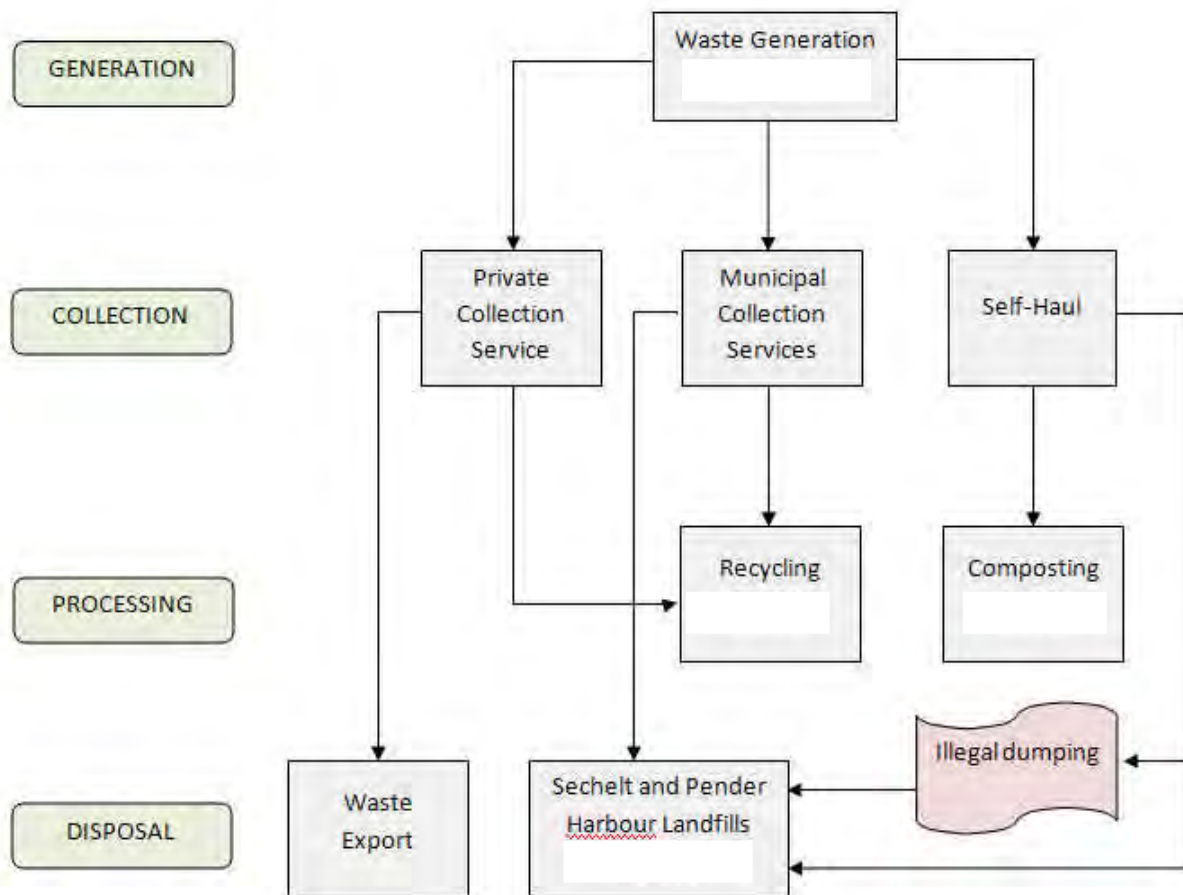 GENERATION
Waste Generation
COLLECTION
Private
Collection
Service
Municipal
Collection
Services
Self-Haul
PROCESSING
Recycling
Composting
DISPOSAL
Waste
Export
Sechelt and Pender
Harbour Landfills
Illegal dumping